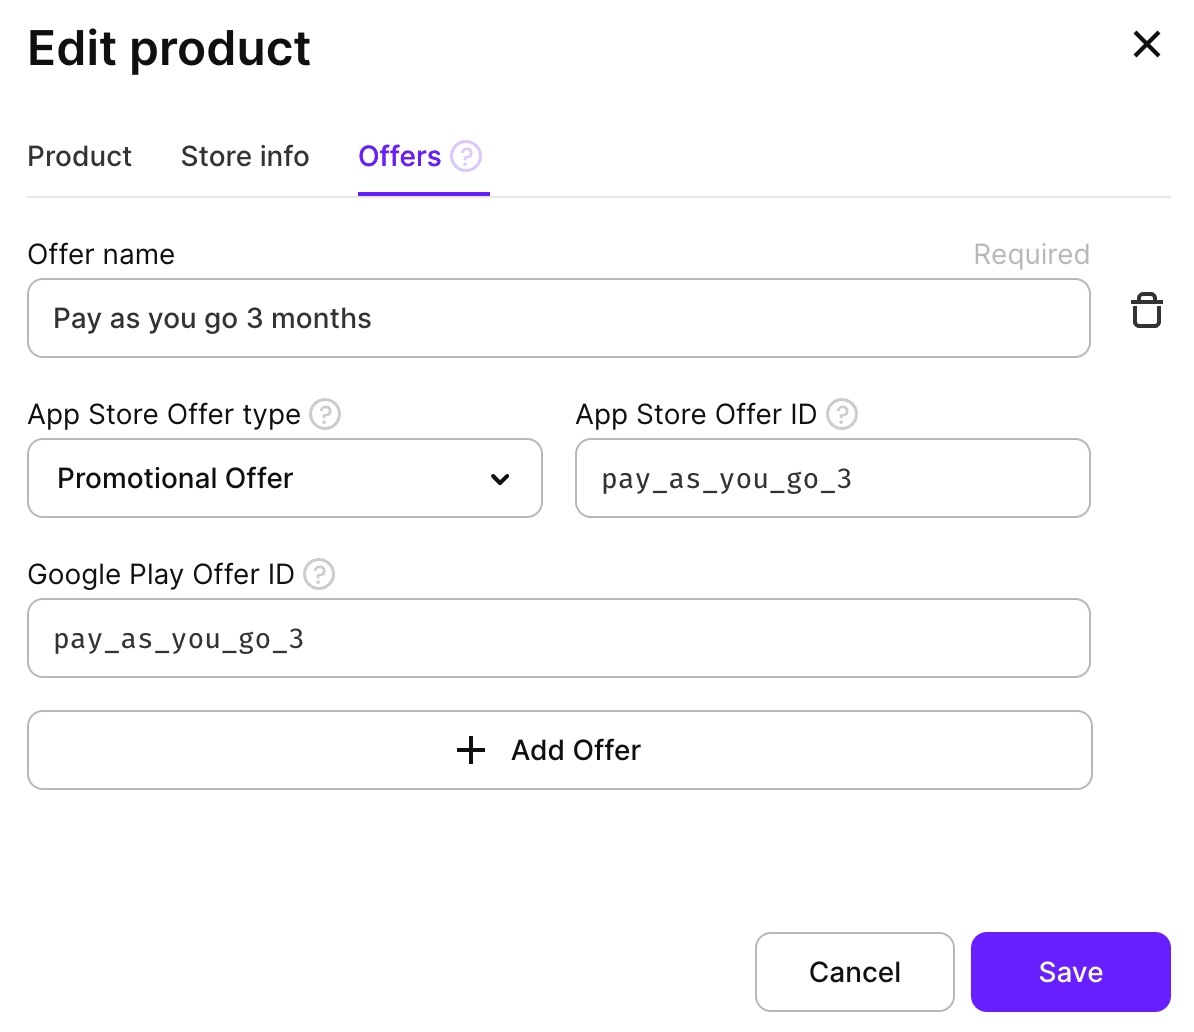 Edit product
Product Store info Offers ?
Offer name Required
Pay as you go 3 months
App Store Offer type ? App Store Offer ID ?
Promotional Offer pay_as_you_go_3
Google Play Offer ID ?
pay_as_you_go_3
Add Offer
Cancel Save